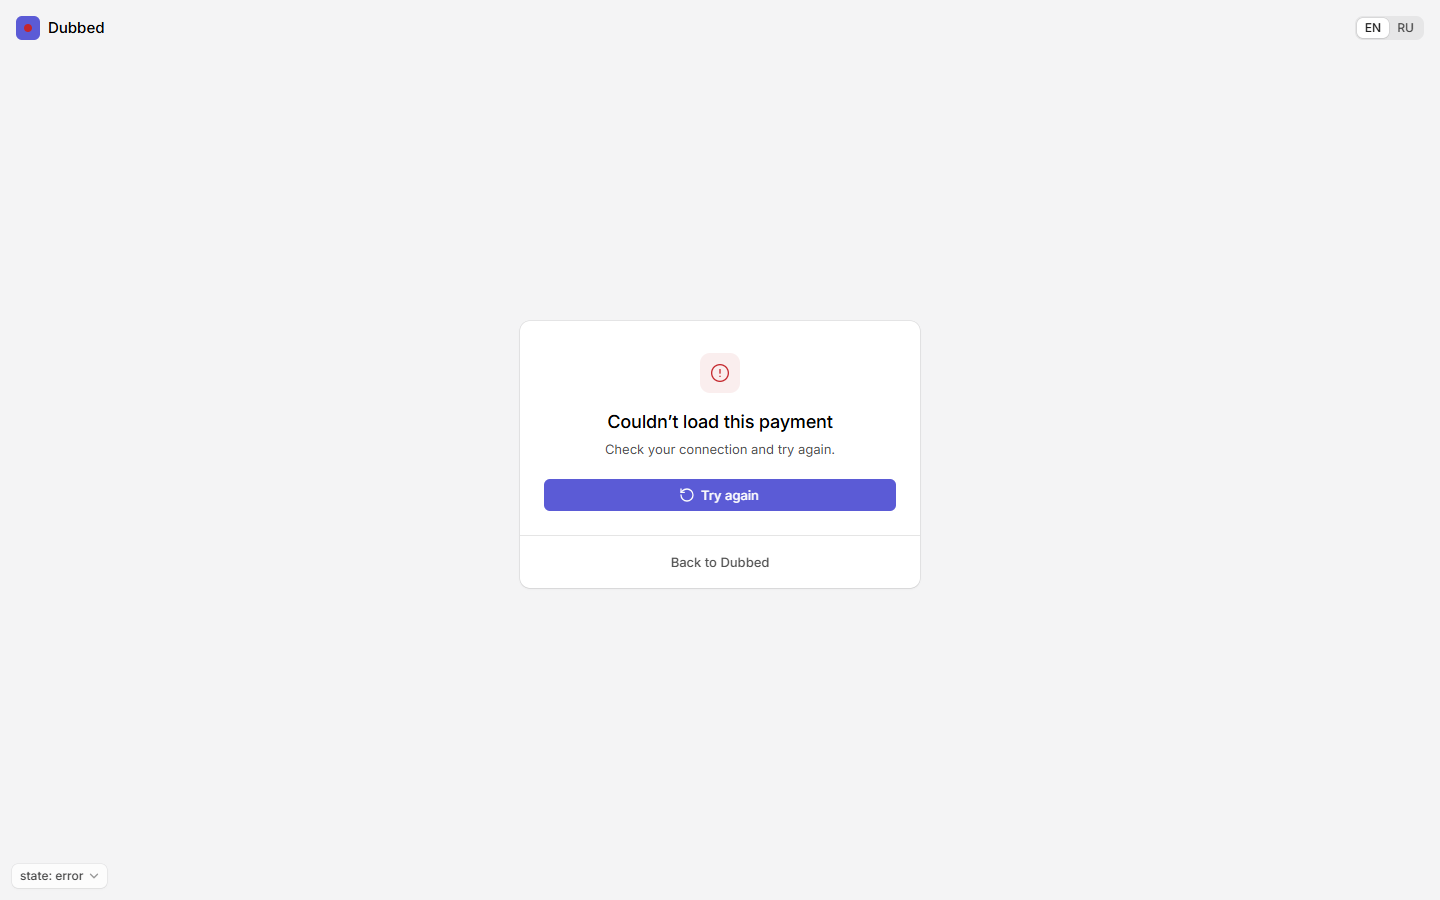 Dubbed
EN RU
Couldn’t load this payment
Check your connection and try again.
Try again
Back to Dubbed
state: error